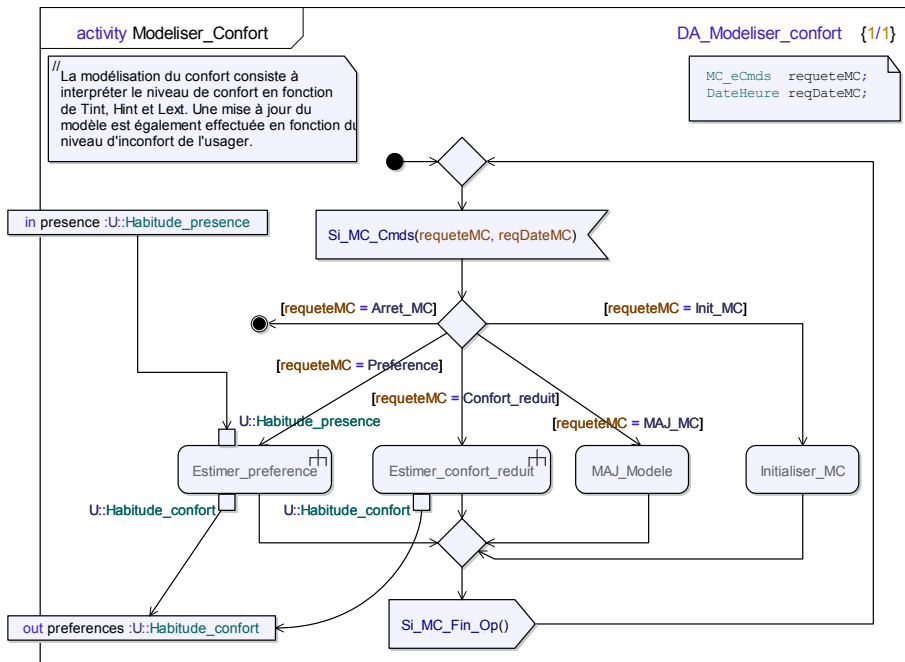 activity Modeliser_Confort
DA_Modeliser_confort {1/1}
//
La modélisation du confort consiste à
interpréter le niveau de confort en fonction
de Tint, Hint et Lext. Une mise à jour du
modèle est également effectuée en fonction du
niveau d'inconfort de l'usager.
MC_eCmds requeteMC;
DateHeure reqDateMC;
in presence :U::Habitude_presence
Si_MC_Cmds(requeteMC, reqDateMC)
[requeteMC = Arret_MC]
[requeteMC = Init_MC]
[requeteMC = Preference]
[requeteMC = Confort_reduit]
[requeteMC = MAJ_MC]
U::Habitude_presence
Estimer_preference
Estimer_confort_reduit
MAJ_Modele
Initialiser_MC
U::Habitude_confort
U::Habitude_confort
out preferences :U::Habitude_confort
Si_MC_Fin_Op()